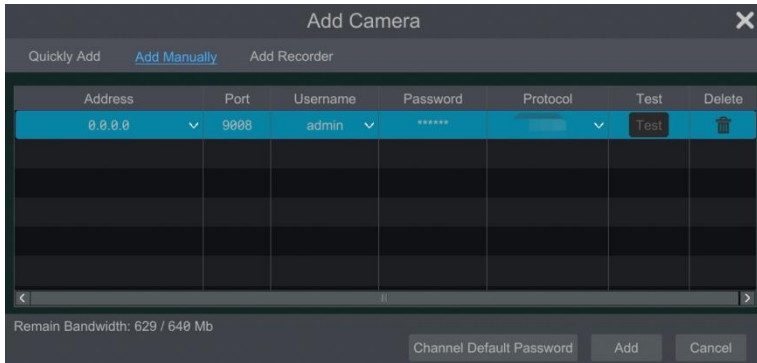 Add Camera
Quickly Add Add Manually Add Recorder
Address Port Username Password Protocol Test Delete
0.0.0.0 9008 admin ****** Test
Remain Bandwidth: 629 / 640 Mb
Channel Default Password Add Cancel